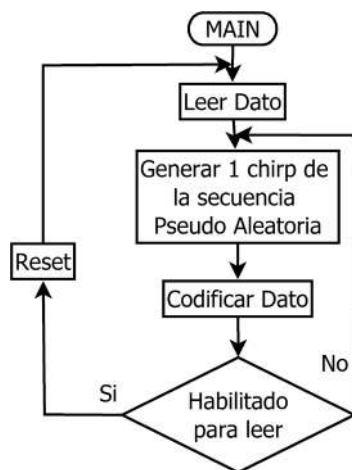 MAIN
Leer Dato
Generar 1 chirp de
la secuencia
Pseudo Aleatoria
Reset
Codificar Dato
Si
No
Habilitado
para leer